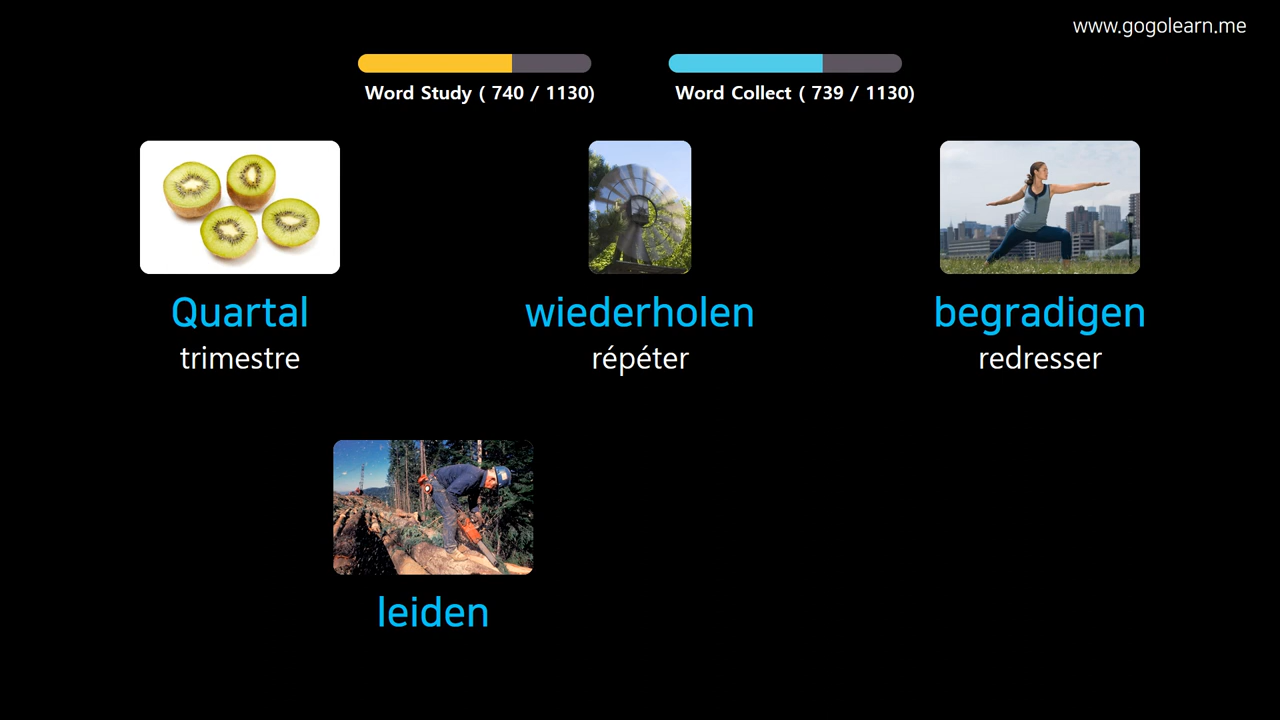 www.gogolearn.me
Word Study ( 740 / 1130)
Word Collect ( 739 / 1130)
Quartal
trimestre
wiederholen
répéter
begradigen
redresser
leiden